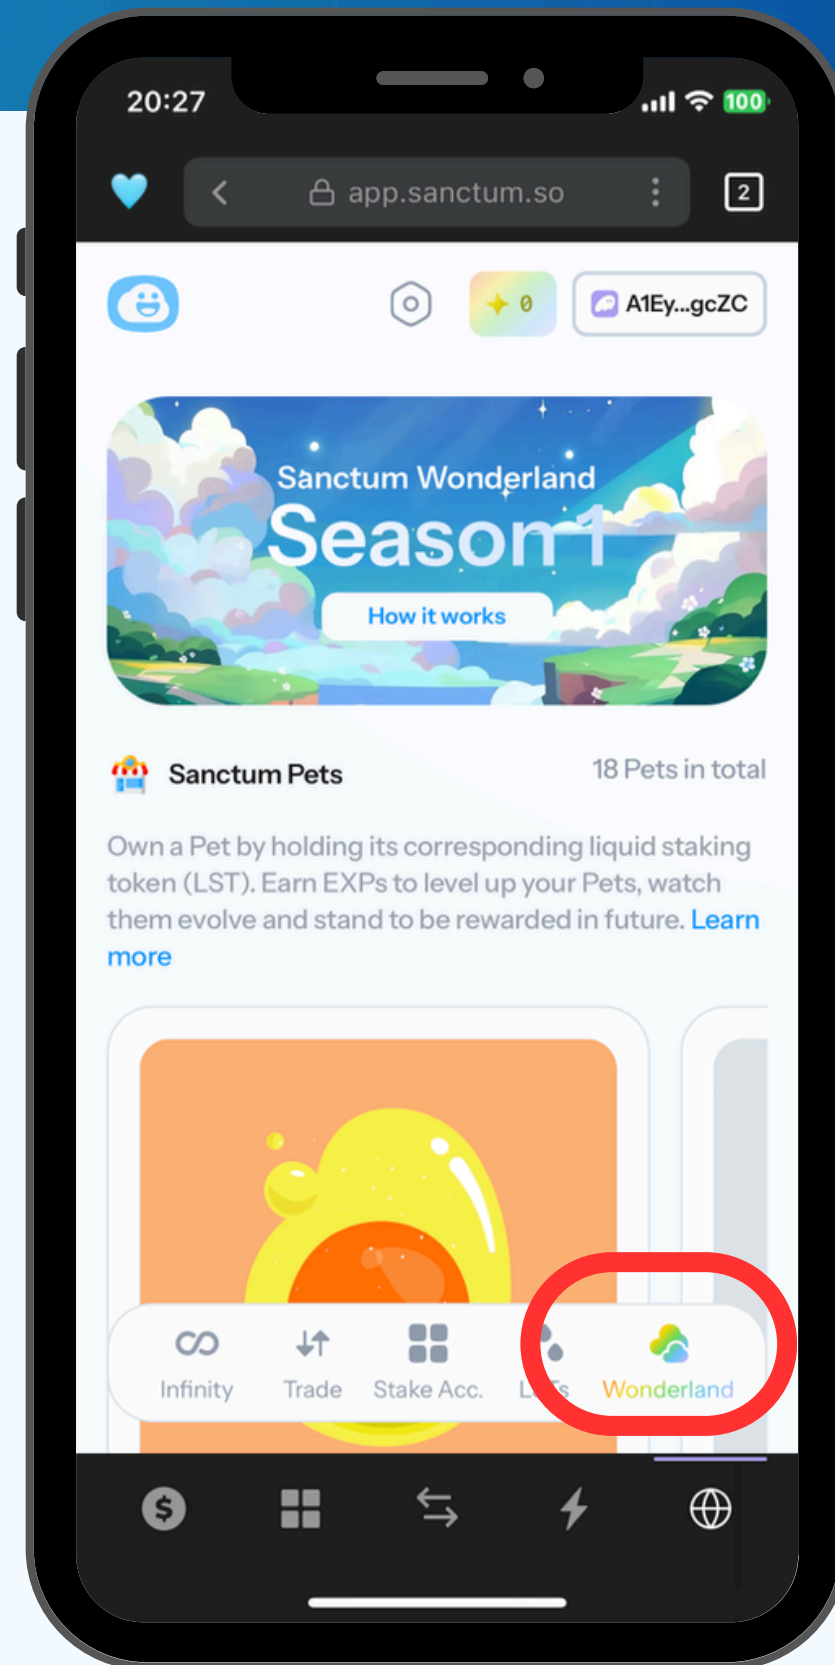 20:27
100
app.sanctum.so
2
0
A1Ey...gcZC
Sanctum Wonderland
Season 1
How it works
Sanctum Pets
18 Pets in total
Own a Pet by holding its corresponding liquid staking
token (LST). Earn EXPs to level up your Pets, watch
them evolve and stand to be rewarded in future. Learn
more
Infinity
Trade
Stake Acc.
Wonderland